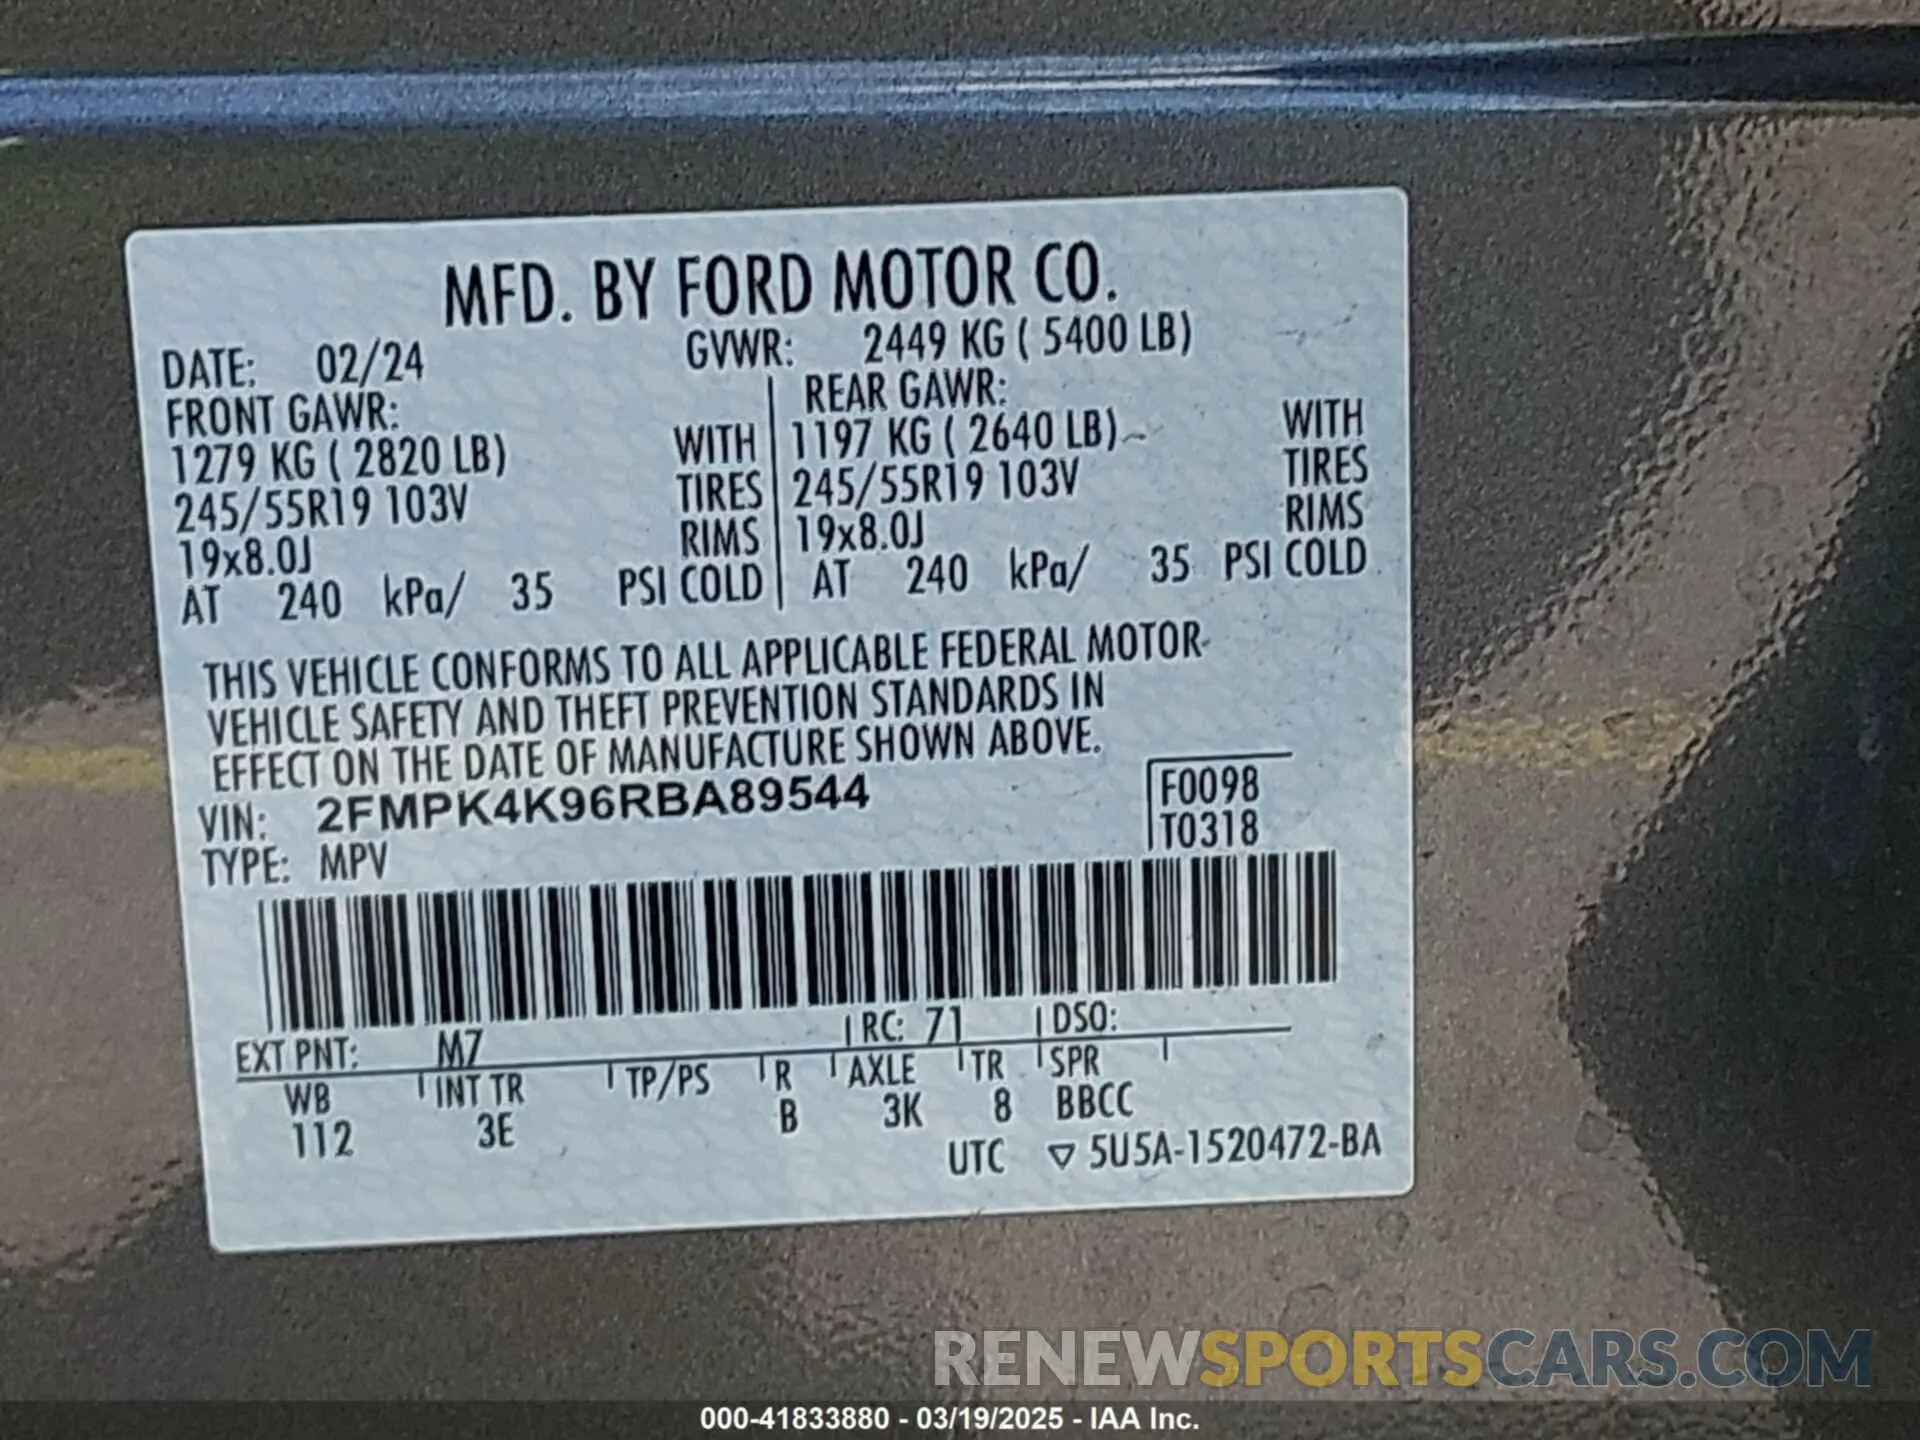 MFD. BY FORD MOTOR CO.
DATE: 02/24 GVWR: 2449 KG ( 5400 LB)
FRONT GAWR: REAR GAWR:
1279 KG ( 2820 LB) WITH 1197 KG ( 2640 LB) WITH
245/55R19 103V TIRES 245/55R19 103V TIRES
19x8.0J RIMS 19x8.0J RIMS
AT 240 kPa/ 35 PSI COLD AT 240 kPa/ 35 PSI COLD
THIS VEHICLE CONFORMS TO ALL APPLICABLE FEDERAL MOTOR
VEHICLE SAFETY AND THEFT PREVENTION STANDARDS IN
EFFECT ON THE DATE OF MANUFACTURE SHOWN ABOVE.
VIN: 2FMPK4K96RBA89544 F0098
TYPE: MPV T0318
EXT PNT: M7 RC: 71 DSO:
WB INT TR TP/PS R AXLE TR SPR
112 3E B 3K 8 BBCC
UTC ▽ 5U5A-1520472-BA
RENEWSPORTSCARS.COM
000-41833880 - 03/19/2025 - IAA Inc.